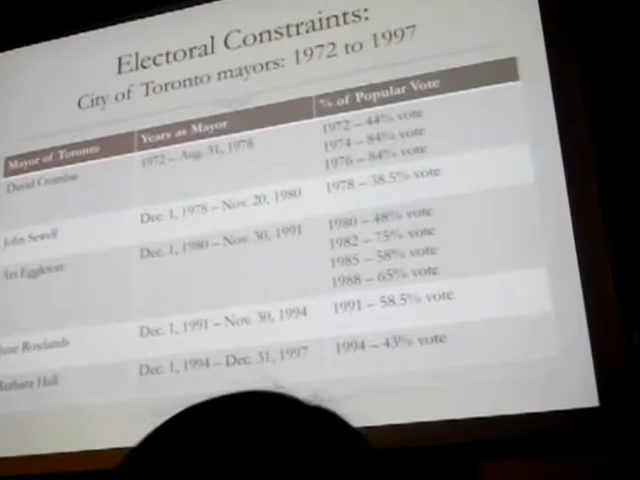 Electoral Constraints:
City of Toronto mayors: 1972 to 1997
Mayor of Toronto Years as Mayor % of Popular Vote
David Crombie 1972 – Aug. 31, 1978 1972 – 44% vote
1974 – 84% vote
1976 – 84% vote
John Sewell Dec. 1, 1978 – Nov. 20, 1980 1978 – 38.5% vote
Art Eggleton Dec. 1, 1980 – Nov. 30, 1991 1980 – 48% vote
1982 – 75% vote
1985 – 58% vote
1988 – 65% vote
June Rowlands Dec. 1, 1991 – Nov. 30, 1994 1991 – 58.5% vote
Barbara Hall Dec. 1, 1994 – Dec. 31, 1997 1994 – 43% vote